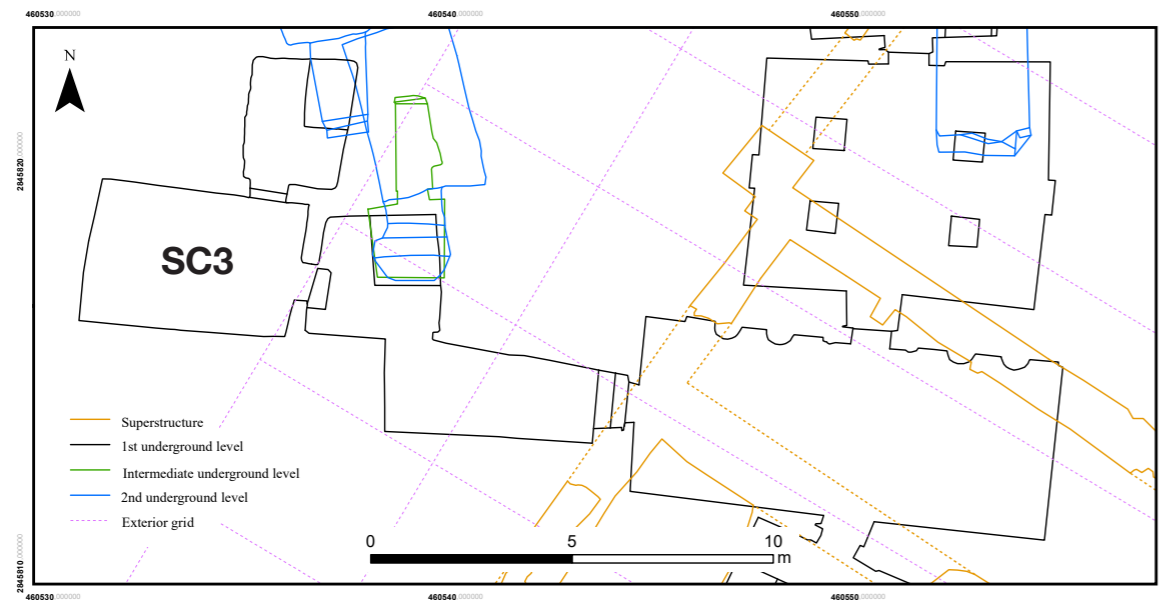 460530.000000 460540.000000 460550.000000
N
2845820.000000
SC3
Superstructure
1st underground level
Intermediate underground level
2nd underground level
Exterior grid
0 5 10
m
2845810.000000
460530.000000 460540.000000 460550.000000